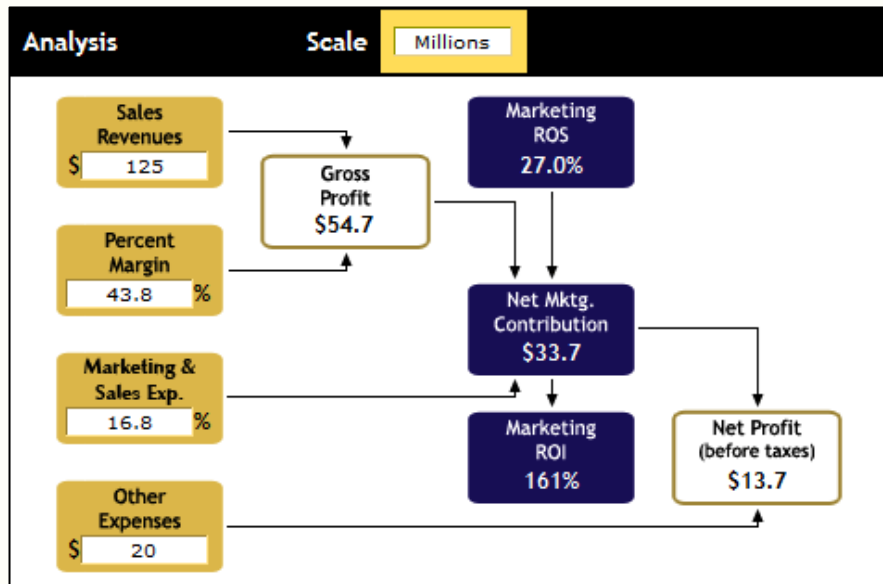 Analysis
Scale
Millions
Sales
Revenues
$ 125
Marketing
ROS
27.0%
Gross
Profit
$54.7
Percent
Margin
43.8 %
Net Mktg.
Contribution
$33.7
Marketing &
Sales Exp.
16.8 %
Marketing
ROI
161%
Net Profit
(before taxes)
$13.7
Other
Expenses
$ 20